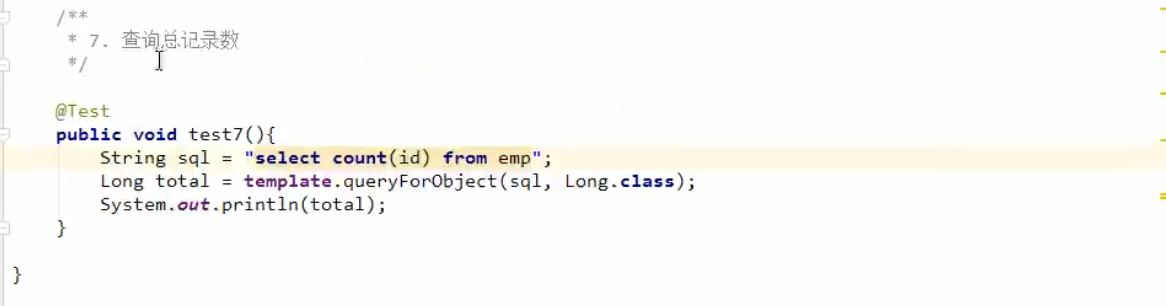 /**
 * 7. 查询总记录数
 */
@Test
public void test7(){
    String sql = "select count(id) from emp";
    Long total = template.queryForObject(sql, Long.class);
    System.out.println(total);
}
}